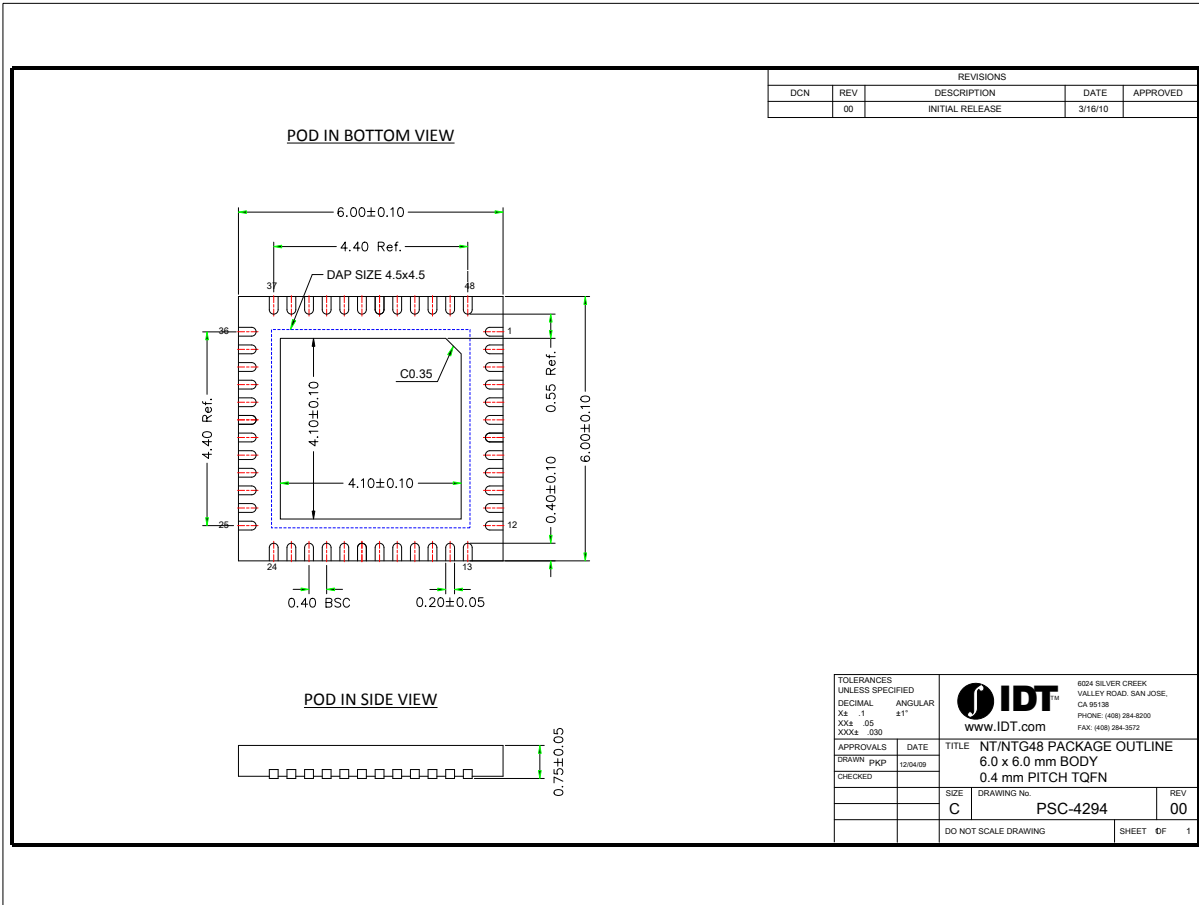 REVISIONS
DCN REV DESCRIPTION DATE APPROVED
00 INITIAL RELEASE 3/16/10
POD IN BOTTOM VIEW
6.00±0.10
4.40 Ref.
DAP SIZE 4.5x4.5
37 48
36 1
C0.35
0.55 Ref.
4.40 Ref.
4.10±0.10
6.00±0.10
4.10±0.10
0.40±0.10
25 12
24 13
0.40 BSC 0.20±0.05
POD IN SIDE VIEW
0.75±0.05
TOLERANCES
UNLESS SPECIFIED
DECIMAL ANGULAR
X± .1 ±1°
XX± .05
XXX± .030
IDT TM
www.IDT.com
6024 SILVER CREEK
VALLEY ROAD. SAN JOSE,
CA 95138
PHONE: (408) 284-8200
FAX: (408) 284-3572
APPROVALS DATE
DRAWN PKP 12/04/09
CHECKED
TITLE NT/NTG48 PACKAGE OUTLINE
6.0 x 6.0 mm BODY
0.4 mm PITCH TQFN
SIZE DRAWING No. REV
C PSC-4294 00
DO NOT SCALE DRAWING SHEET OF 1